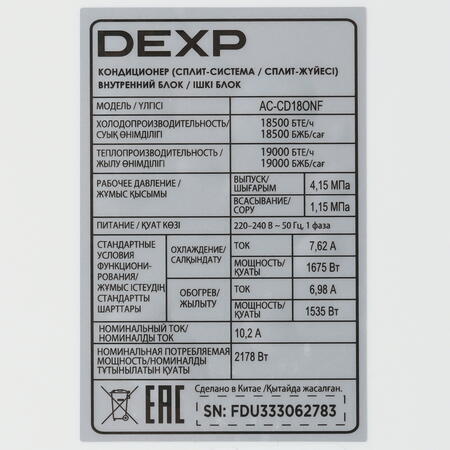 DEXP
КОНДИЦИОНЕР (СПЛИТ-СИСТЕМА / СПЛИТ-ЖҮЙЕСІ)
ВНУТРЕННИЙ БЛОК / ІШКІ БЛОК
МОДЕЛЬ / ҮЛГІСІ AC-CD18ONF
ХОЛОДОПРОИЗВОДИТЕЛЬНОСТЬ/ 18500 БТЕ/Ч
СУЫҚ ӨНІМДІЛІГІ 18500 БЖБ/сағ
ТЕПЛОПРОИЗВОДИТЕЛЬНОСТЬ / 19000 БТЕ/Ч
ЖЫЛУ ӨНІМДІЛІГІ 19000 БЖБ/сағ
РАБОЧЕЕ ДАВЛЕНИЕ /
ЖҰМЫС ҚЫСЫМЫ
ВЫПУСК/
ШЫҒАРЫМ 4,15 МПа
ВСАСЫВАНИЕ/
СОРУ 1,15 МПа
ПИТАНИЕ / ҚУАТ КӨЗІ 220–240 В ~ 50 Гц, 1 фаза
СТАНДАРТНЫЕ
УСЛОВИЯ
ФУНКЦИОНИ-
РОВАНИЯ/
ЖҰМЫС ІСТЕУДІҢ
СТАНДАРТТЫ
ШАРТТАРЫ
ОХЛАЖДЕНИЕ/
САЛҚЫНДАТУ
ТОК 7,62 А
МОЩНОСТЬ/
ҚУАТЫ 1675 Вт
ОБОГРЕВ/
ЖЫЛЫТУ
ТОК 6,98 А
МОЩНОСТЬ/
ҚУАТЫ 1535 Вт
НОМИНАЛЬНЫЙ ТОК/
НОМИНАЛДЫ ТОК 10,2 А
НОМИНАЛЬНАЯ ПОТРЕБЛЯЕМАЯ
МОЩНОСТЬ/НОМИНАЛДЫ
ТҰТЫНЫЛАТЫН ҚУАТЫ 2178 Вт
EAC
Сделано в Китае /Қытайда жасалған.
SN: FDU333062783